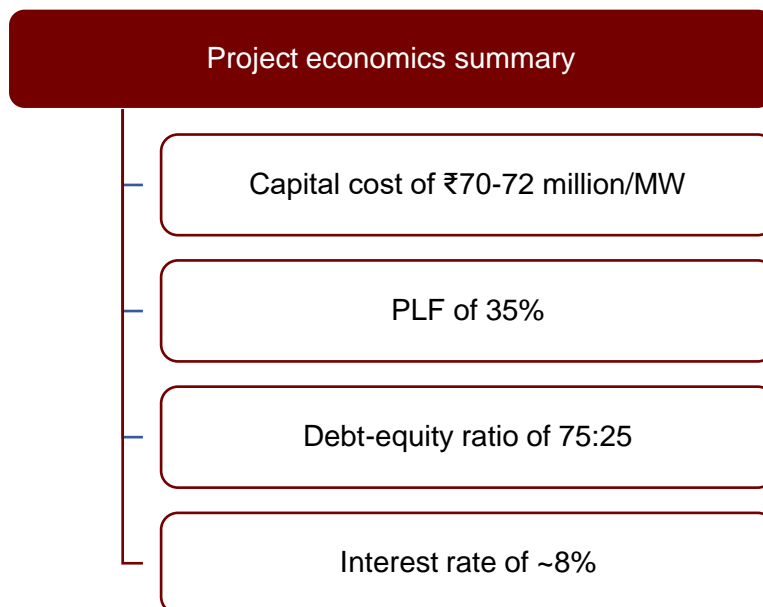 Project economics summary
Capital cost of ₹70-72 million/MW
PLF of 35%
Debt-equity ratio of 75:25
Interest rate of ~8%